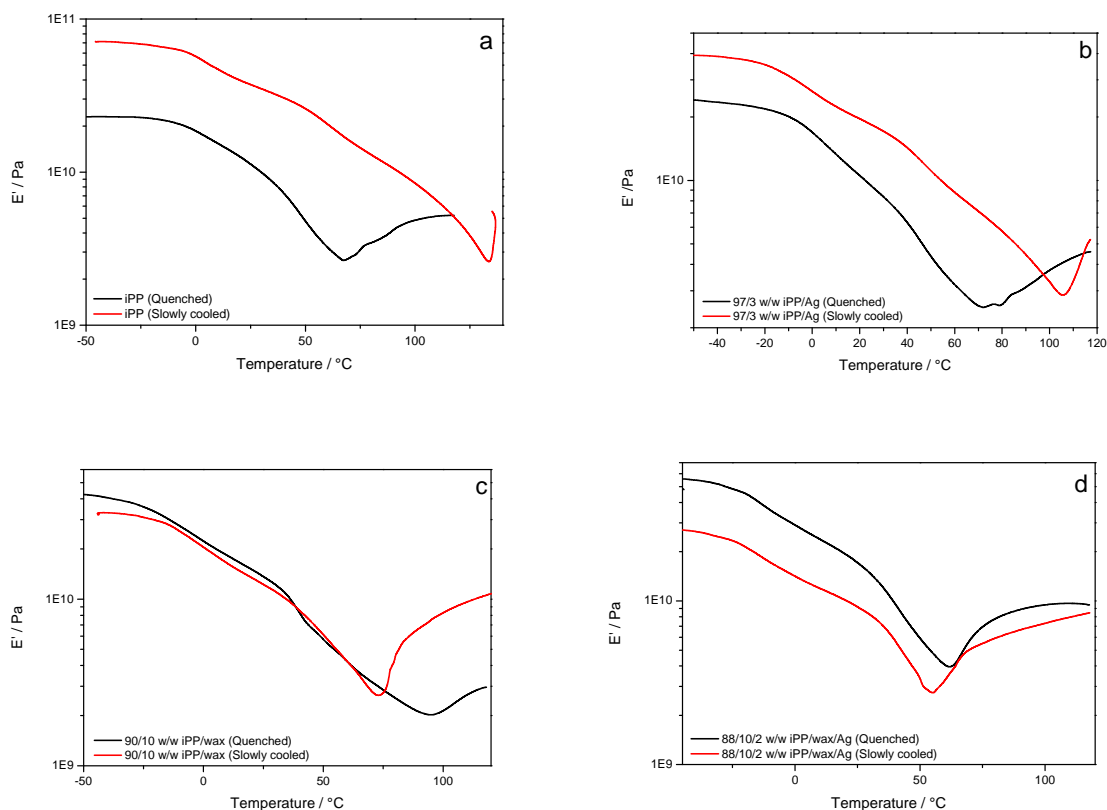 a
1E11
1E10
1E9
E' / Pa
iPP (Quenched)
iPP (Slowly cooled)
-50
0
50
100
Temperature / °C
b
1E10
E' /Pa
97/3 w/w iPP/Ag (Quenched)
97/3 w/w iPP/Ag (Slowly cooled)
-40
-20
0
20
40
60
80
100
120
Temperature / °C
c
1E10
1E9
E' / Pa
90/10 w/w iPP/wax (Quenched)
90/10 w/w iPP/wax (Slowly cooled)
-50
0
50
100
Temperature / °C
d
1E10
1E9
E' / Pa
88/10/2 w/w iPP/wax/Ag (Quenched)
88/10/2 w/w iPP/wax/Ag (Slowly cooled)
0
50
100
Temperature / °C